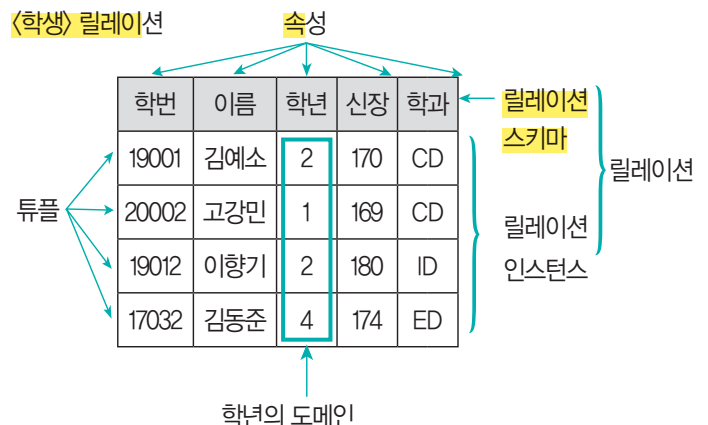 〈학생〉 릴레이션
속성
학번 이름 학년 신장 학과
19001 김예소 2 170 CD
20002 고강민 1 169 CD
19012 이향기 2 180 ID
17032 김동준 4 174 ED
튜플
릴레이션
스키마
릴레이션
인스턴스
릴레이션
학년의 도메인